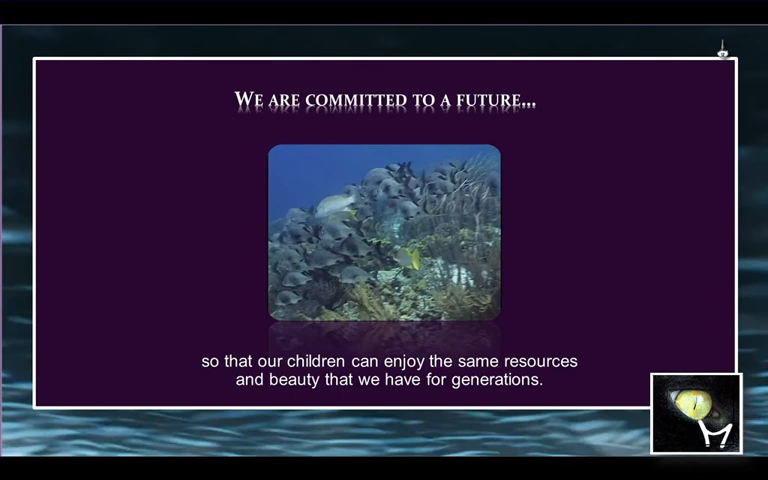 We are committed to a future...
so that our children can enjoy the same resources
and beauty that we have for generations.
M